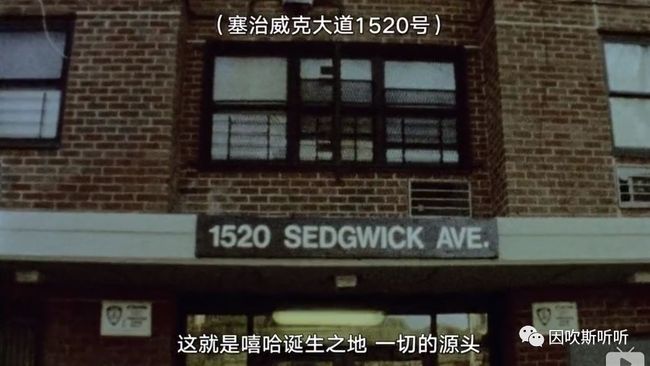 （塞治威克大道1520号）
1520 SEDGWICK AVE.
这就是嘻哈诞生之地 一切的源头
因吹斯听听